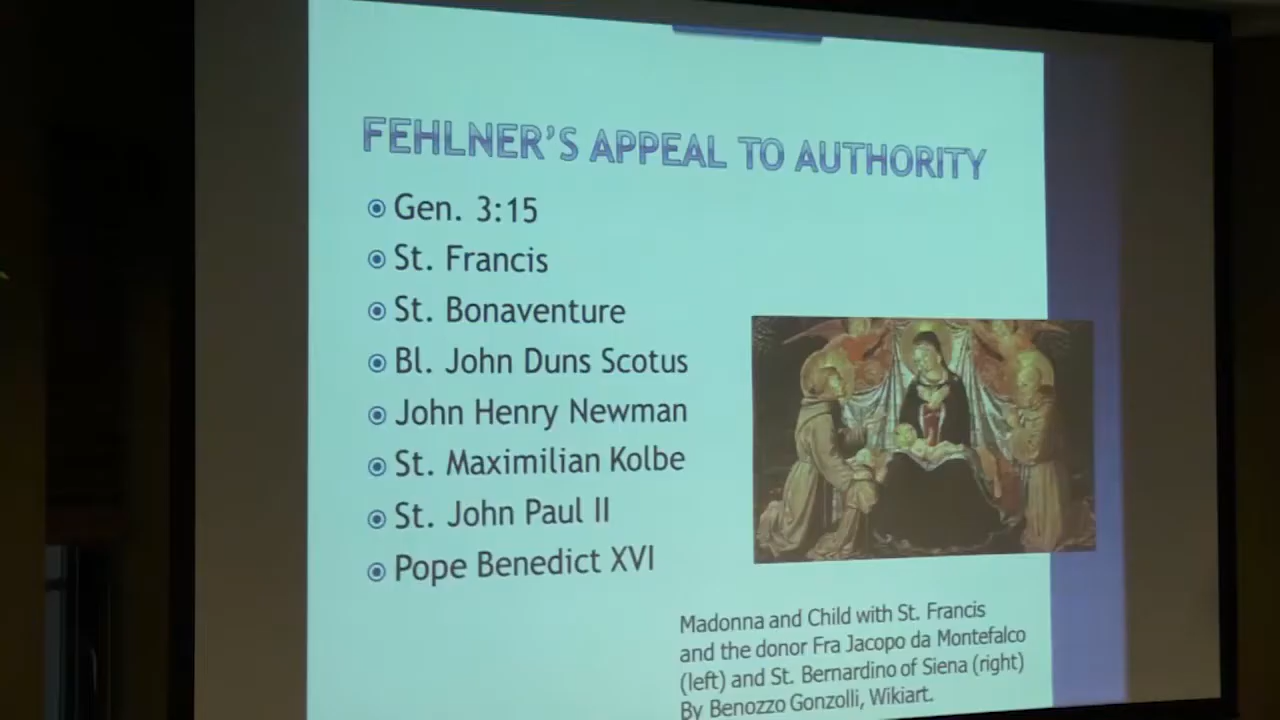 FEHLNER'S APPEAL TO AUTHORITY
Gen. 3:15
St. Francis
St. Bonaventure
Bl. John Duns Scotus
John Henry Newman
St. Maximilian Kolbe
St. John Paul II
Pope Benedict XVI
Madonna and Child with St. Francis
and the donor Fra Jacopo da Montefalco
(left) and St. Bernardino of Siena (right)
By Benozzo Gonzolli, Wikiart.